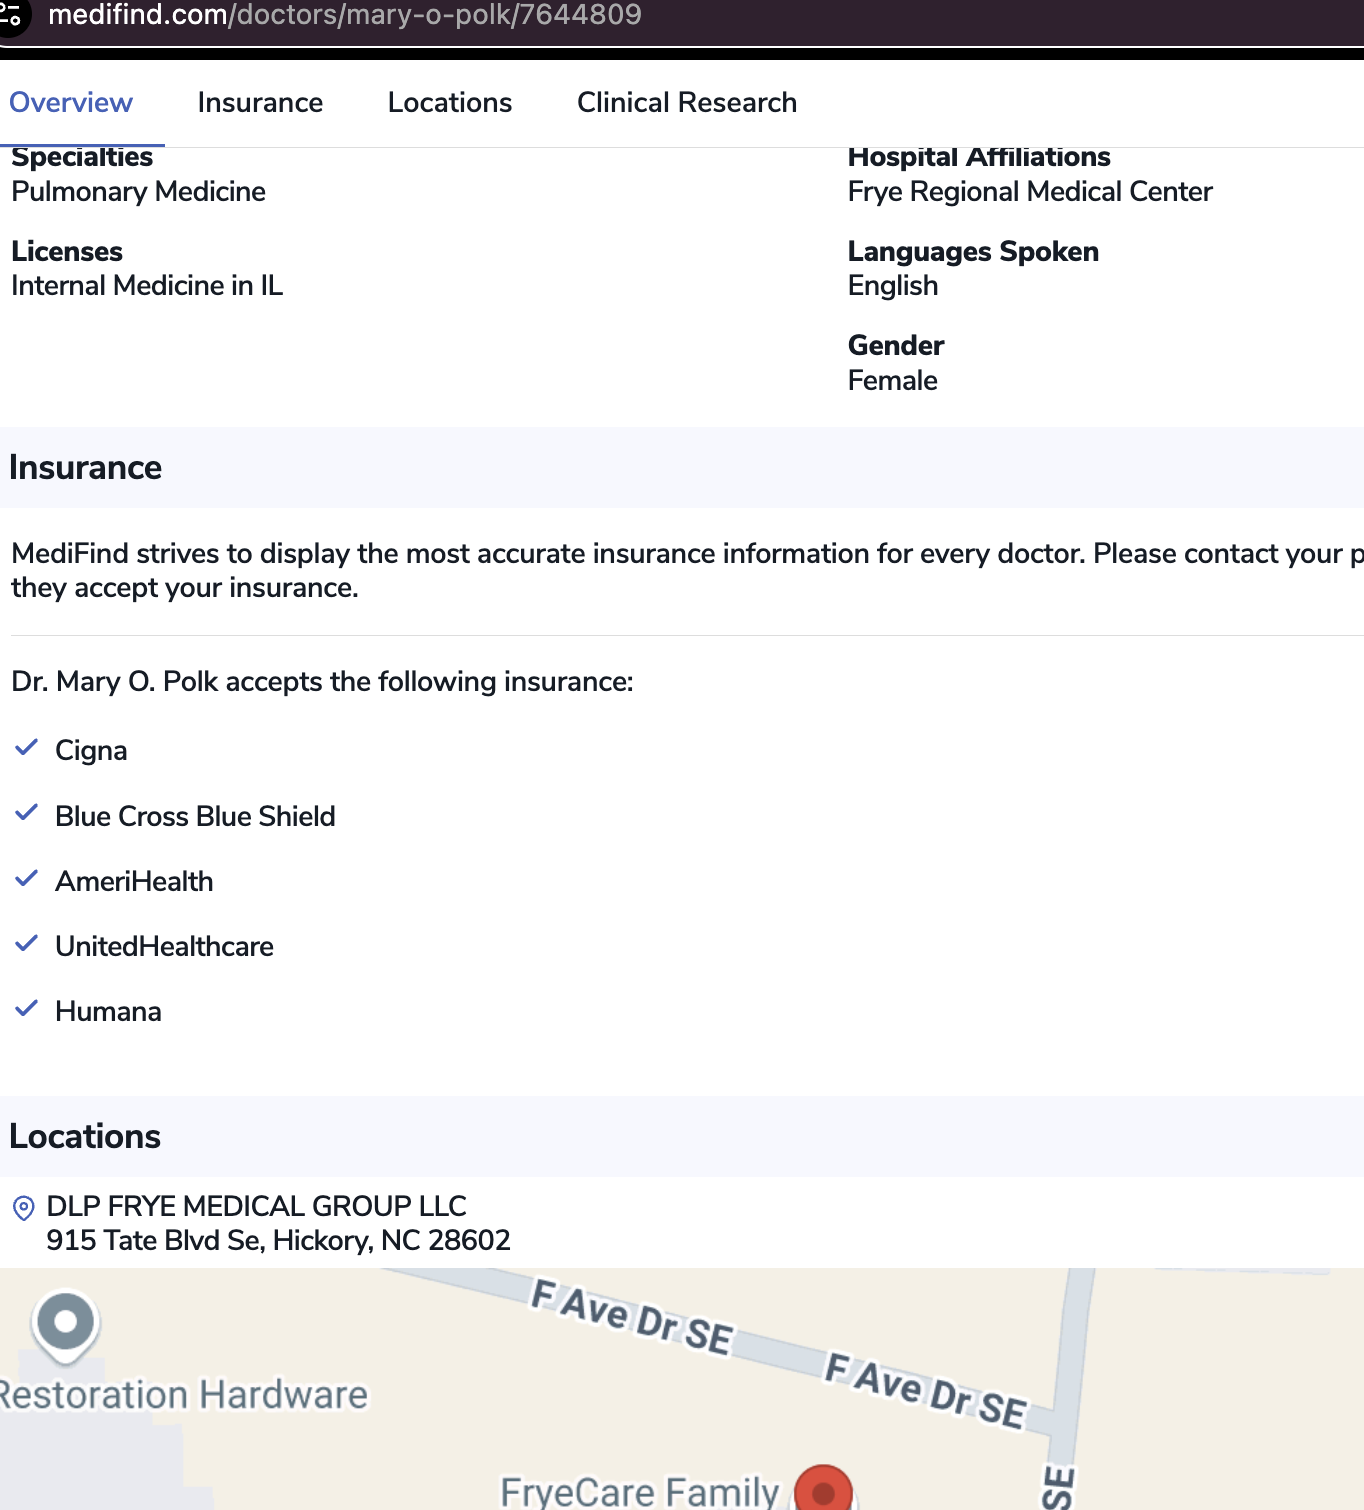 medifind.com/doctors/mary-o-polk/7644809
Overview Insurance Locations Clinical Research
Specialties
Pulmonary Medicine
Licenses
Internal Medicine in IL
Hospital Affiliations
Frye Regional Medical Center
Languages Spoken
English
Gender
Female
Insurance
MediFind strives to display the most accurate insurance information for every doctor. Please contact your p
they accept your insurance.
Dr. Mary O. Polk accepts the following insurance:
Cigna
Blue Cross Blue Shield
AmeriHealth
UnitedHealthcare
Humana
Locations
DLP FRYE MEDICAL GROUP LLC
915 Tate Blvd Se, Hickory, NC 28602
F Ave Dr SE
F Ave Dr SE
Restoration Hardware
FryeCare Family
SE